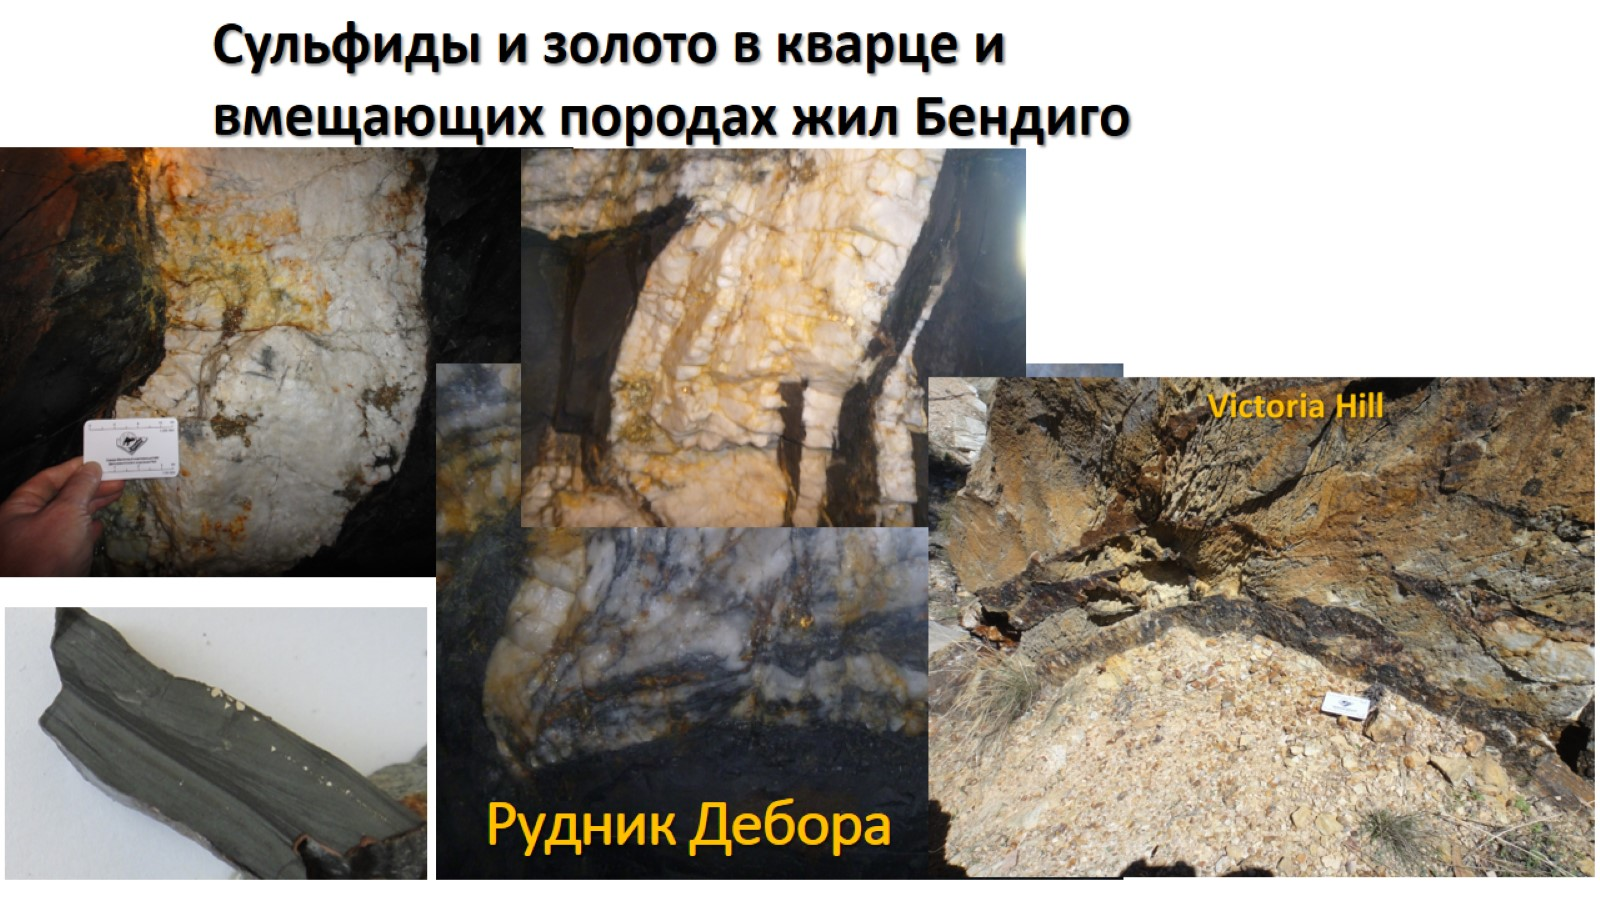 Сульфиды и золото в кварце и
вмещающих породах жил Бендиго
Victoria Hill
Рудник Дебора